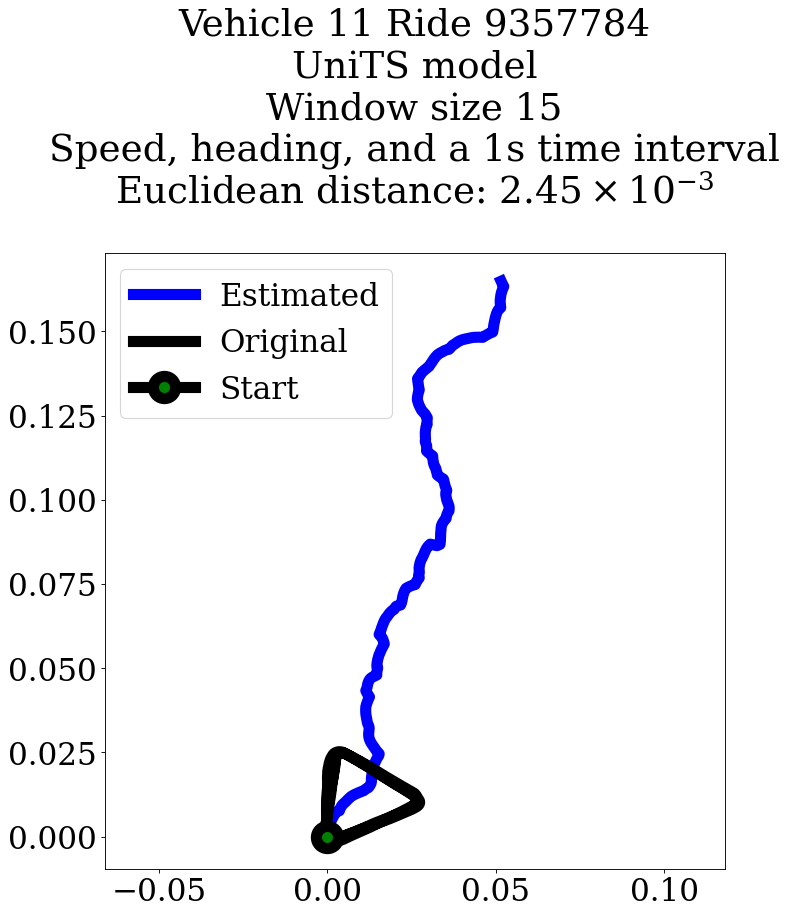 Vehicle 11 Ride 9357784
UniTS model
Window size 15
Speed, heading, and a 1s time interval
Euclidean distance: 2.45 × 10⁻³
Estimated
Original
Start
0.150
0.125
0.100
0.075
0.050
0.025
0.000
−0.05 0.00 0.05 0.10